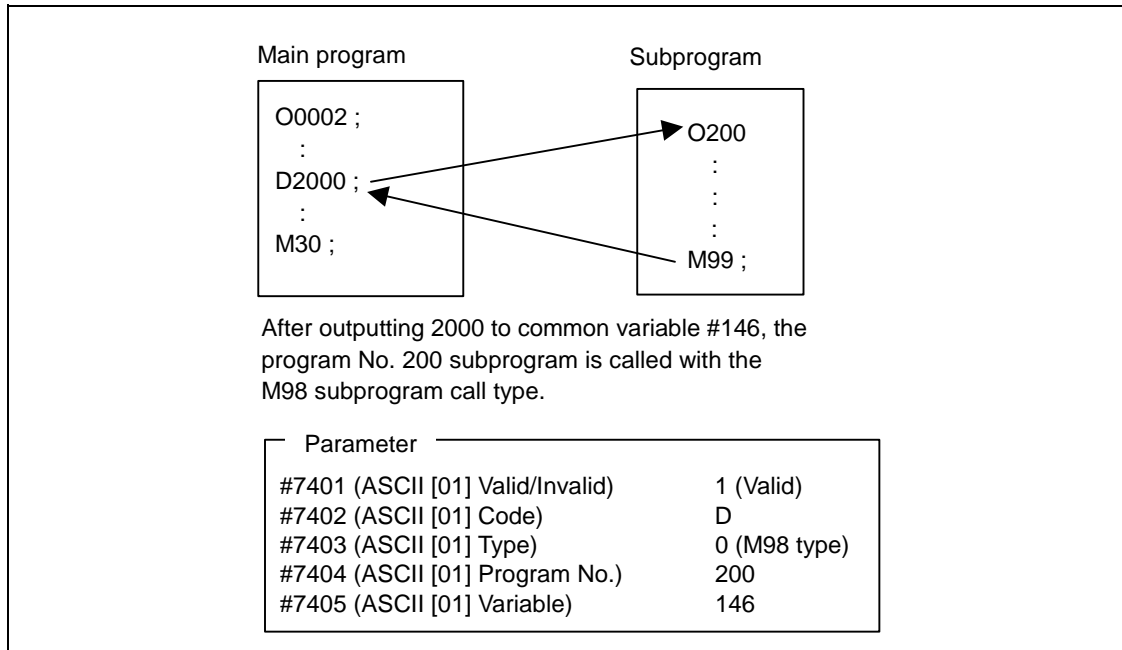 Main program
O0002 ;
:
D2000 ;
:
M30 ;
Subprogram
O200
:
:
:
M99 ;
After outputting 2000 to common variable #146, the
program No. 200 subprogram is called with the
M98 subprogram call type.
Parameter
#7401 (ASCII [01] Valid/Invalid) 1 (Valid)
#7402 (ASCII [01] Code) D
#7403 (ASCII [01] Type) 0 (M98 type)
#7404 (ASCII [01] Program No.) 200
#7405 (ASCII [01] Variable) 146